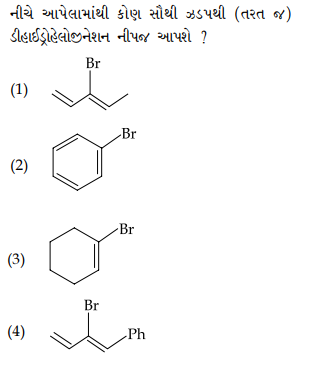 નીચે આપેલામાંથી કોણ સૌથી ઝડપથી (તરત જ)
ડીહાઈડ્રોહેલોજીનેશન નીપજ આપશે ?
Br
(1)
Br
(2)
Br
(3)
Br
(4)
Ph